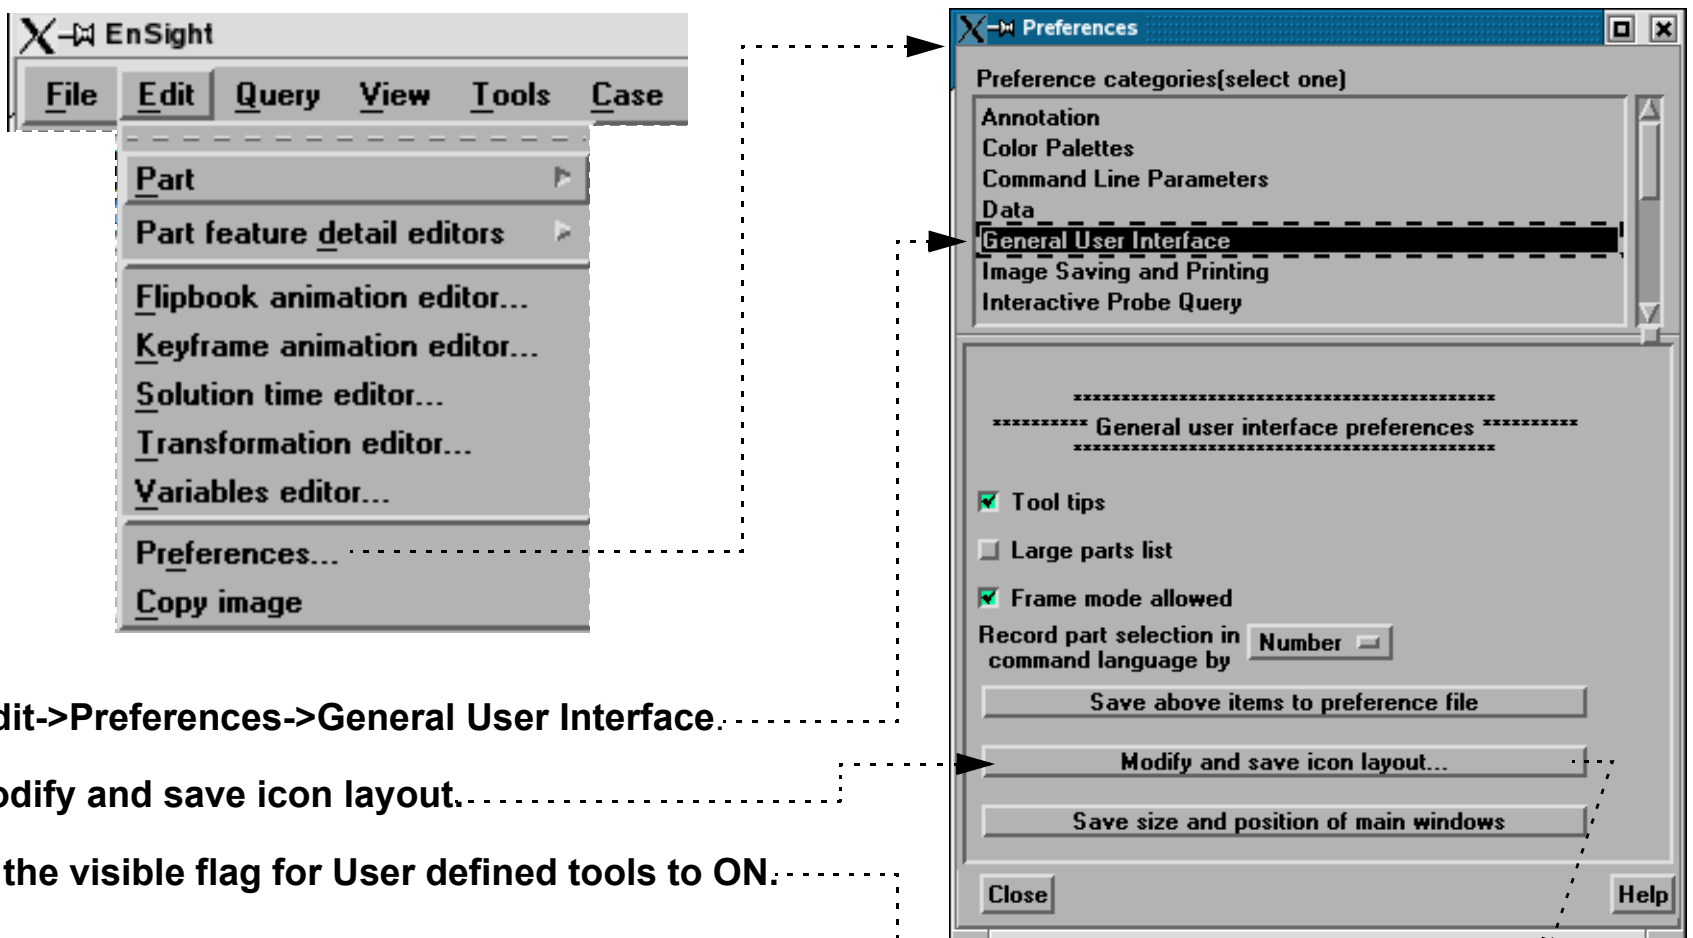 EnSight
File Edit Query View Tools Case
Part
Part feature detail editors
Flipbook animation editor...
Keyframe animation editor...
Solution time editor...
Transformation editor...
Variables editor...
Preferences...
Copy image
dit->Preferences->General User Interface.
odify and save icon layout.
the visible flag for User defined tools to ON.
Preferences
Preference categories(select one)
Annotation
Color Palettes
Command Line Parameters
Data
General User Interface
Image Saving and Printing
Interactive Probe Query
*******************************************
********** General user interface preferences **********
*******************************************
Tool tips
Large parts list
Frame mode allowed
Record part selection in
command language by
Number
Save above items to preference file
Modify and save icon layout...
Save size and position of main windows
Close
Help